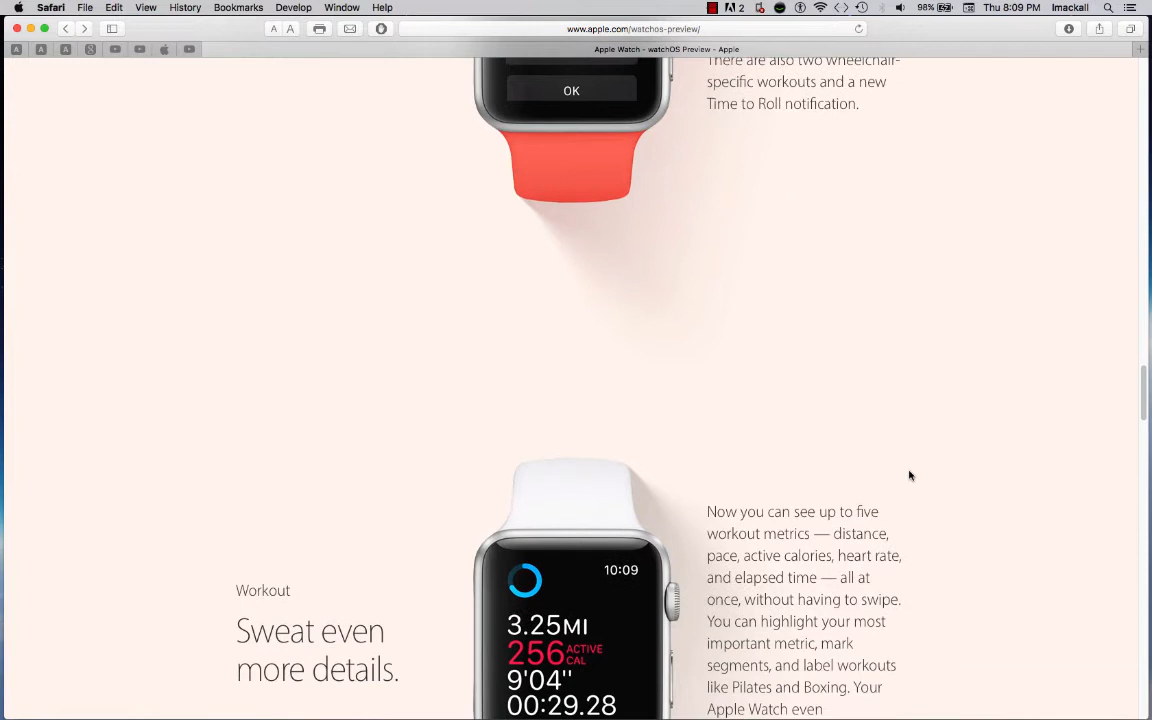 Safari File Edit View History Bookmarks Develop Window Help 2 98% Thu 8:09 PM lmackall
A A www.apple.com/watchos-preview/
Apple Watch - watchOS Preview - Apple
There are also two wheelchair-
specific workouts and a new
Time to Roll notification.
OK
Now you can see up to five
workout metrics — distance,
pace, active calories, heart rate,
and elapsed time — all at
once, without having to swipe.
You can highlight your most
important metric, mark
segments, and label workouts
like Pilates and Boxing. Your
Apple Watch even
Workout
Sweat even
more details.
10:09
3.25MI
256 ACTIVE
CAL
9'04"
00:29.28